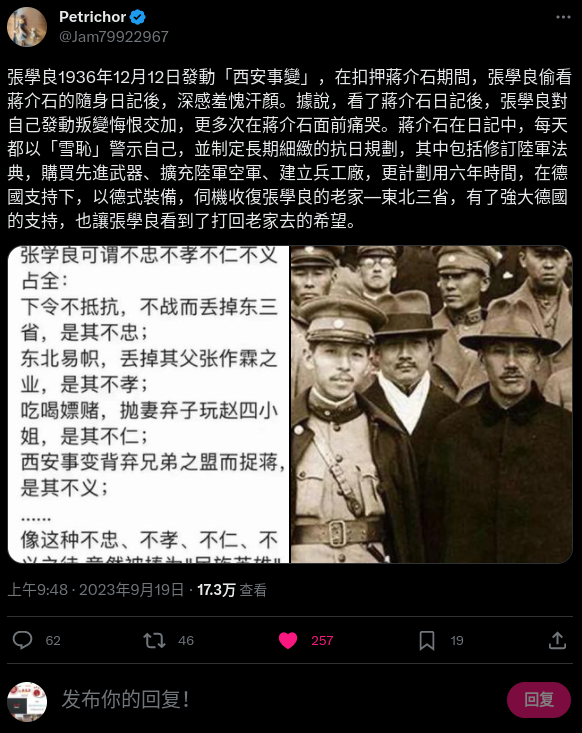 Petrichor
@Jam79922967
張學良1936年12月12日發動「西安事變」，在扣押蔣介石期間，張學良偷看
蔣介石的隨身日記後，深感羞愧汗顏。據說，看了蔣介石日記後，張學良對
自己發動叛變悔恨交加，更多次在蔣介石面前痛哭。蔣介石在日記中，每天
都以「雪恥」警示自己，並制定長期細緻的抗日規劃，其中包括修訂陸軍法
典，購買先進武器、擴充陸軍空軍、建立兵工廠，更計劃用六年時間，在德
國支持下，以德式裝備，伺機收復張學良的老家—東北三省，有了強大德國
的支持，也讓張學良看到了打回老家去的希望。
张学良可谓不忠不孝不仁不义
占全：
下令不抵抗，不战而丢掉东三
省，是其不忠；
东北易帜，丢掉其父张作霖之
业，是其不孝；
吃喝嫖赌，抛妻弃子玩赵四小
姐，是其不仁；
西安事变背弃兄弟之盟而捉蒋，
是其不义；
……
像这种不忠、不孝、不仁、不
义之徒 竟然被捧为"民族英雄"
上午9:48 · 2023年9月19日 · 17.3万 查看
62 46 257 19
发布你的回复！
回复